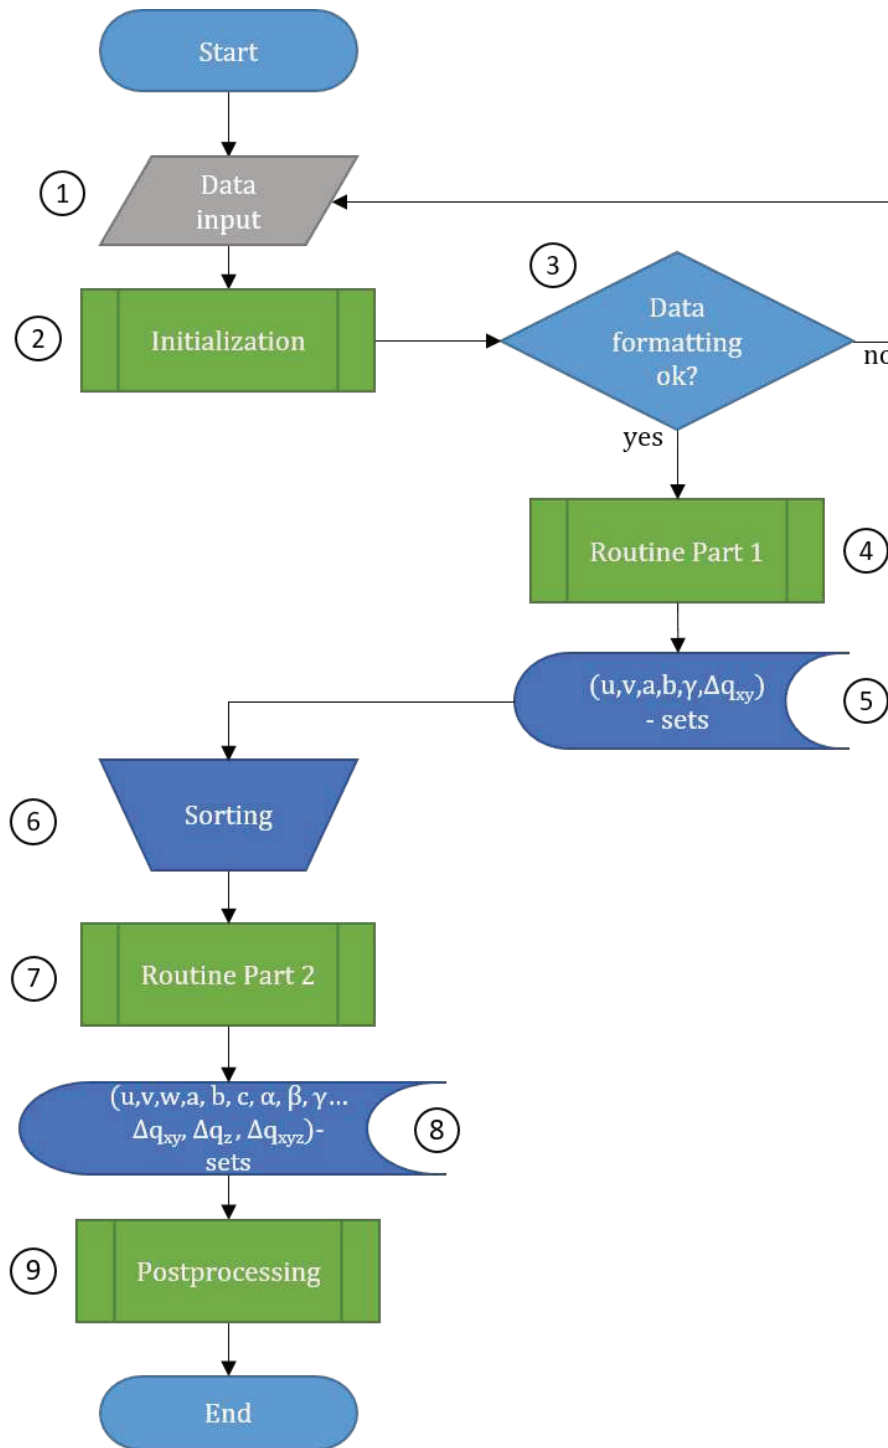 Start
1
Data
input
2
Initialization
3
Data
formatting
ok?
no
yes
Routine Part 1
4
(u,v,a,b,γ,Δqxy)
- sets
5
6
Sorting
7
Routine Part 2
(u,v,w,a, b, c, α, β, γ...
Δqxy, Δqz , Δqxyz)-
sets
8
9
Postprocessing
End